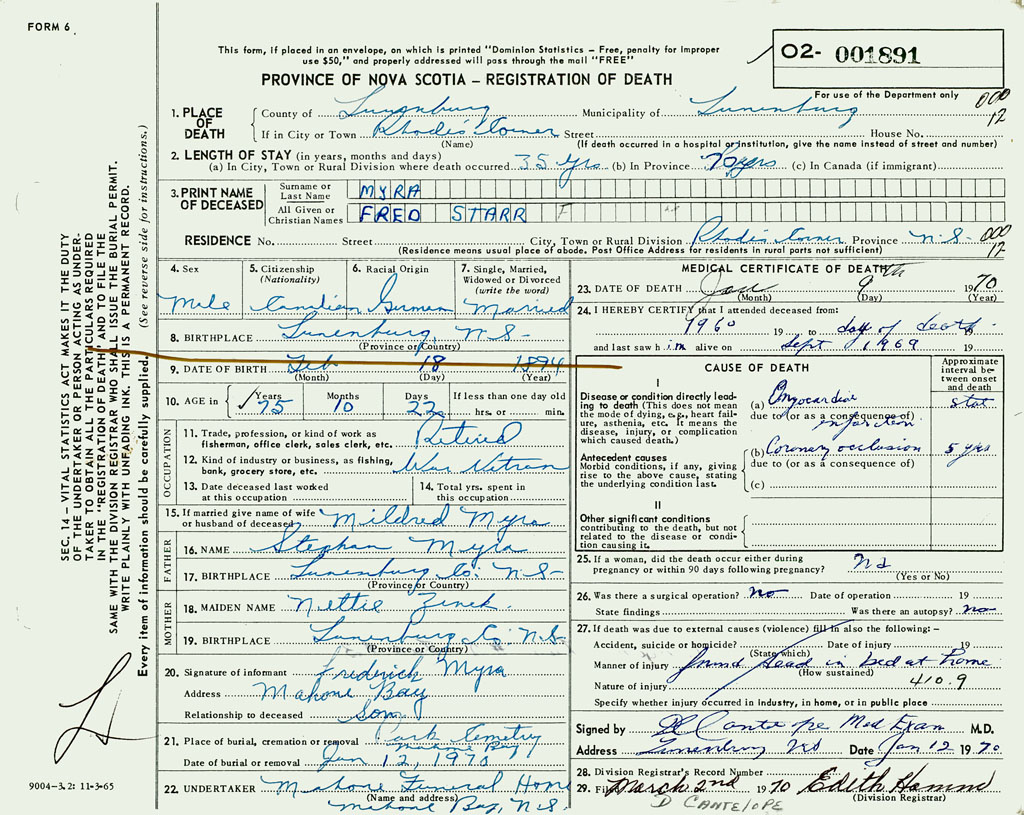 FORM 6
This form, if placed in an envelope, on which is printed "Dominion Statistics – Free, penalty for improper
use $50," and properly addressed will pass through the mail "FREE"
PROVINCE OF NOVA SCOTIA – REGISTRATION OF DEATH
02- 001891
For use of the Department only
000
12
1. PLACE OF DEATH
County of Lunenburg Municipality of Lunenburg
If in City or Town Rhodes Corner Street House No.
(Name) (If death occurred in a hospital or institution, give the name instead of street and number)
2. LENGTH OF STAY (in years, months and days)
(a) In City, Town or Rural Division where death occurred 35 yrs (b) In Province yrs (c) In Canada (if immigrant)
3. PRINT NAME OF DECEASED
Surname or Last Name MYRA
All Given or Christian Names FRED STARR F
RESIDENCE No. Street City, Town or Rural Division Rhodes Corner Province N.S. 000
(Residence means usual place of abode. Post Office Address for residents in rural parts not sufficient) 12
4. Sex Male
5. Citizenship (Nationality) Canadian
6. Racial Origin German
7. Single, Married, Widowed or Divorced (write the word) Married
8. BIRTHPLACE Lunenburg, N.S.
(Province or Country)
9. DATE OF BIRTH Feb 18 1894
(Month) (Day) (Year)
10. AGE in Years 75 Months 10 Days 22 If less than one day old hrs. or min.
OCCUPATION
11. Trade, profession, or kind of work as fisherman, office clerk, sales clerk, etc. Retired
12. Kind of industry or business, as fishing, bank, grocery store, etc. War Vetran
13. Date deceased last worked at this occupation
14. Total yrs. spent in this occupation
15. If married give name of wife or husband of deceased Mildred Myra
FATHER
16. NAME Stephan Myra
17. BIRTHPLACE Lunenburg Co. N.S.
(Province or Country)
MOTHER
18. MAIDEN NAME Nettie Zinck
19. BIRTHPLACE Lunenburg Co N.S.
(Province or Country)
20. Signature of informant Frederick Myra
Address Mahone Bay
Relationship to deceased Son
21. Place of burial, cremation or removal Park Cemetry
Mahone Bay
Date of burial or removal Jan 12, 1970
22. UNDERTAKER Mahone Funeral Home
(Name and address) Mahone Bay, N.S.
MEDICAL CERTIFICATE OF DEATH
23. DATE OF DEATH Jan 9th 1970
(Month) (Day) (Year)
24. I HEREBY CERTIFY that I attended deceased from:
1960 19 to day of death 19
and last saw him alive on Sept 1969 19
CAUSE OF DEATH
Approximate interval between onset and death
I
Disease or condition directly leading to death (This does not mean the mode of dying, e.g., heart failure, asthenia, etc. It means the disease, injury, or complication which caused death.)
(a) Myocardial stat
due to (or as a consequence of)
infarction
Antecedent causes
Morbid conditions, if any, giving rise to the above cause, stating the underlying condition last.
(b) Coronary occlusion 5 yrs
due to (or as a consequence of)
(c)
II
Other significant conditions contributing to the death, but not related to the disease or condition causing it.
25. If a woman, did the death occur either during pregnancy or within 90 days following pregnancy? No
(Yes or No)
26. Was there a surgical operation? No Date of operation 19
State findings Was there an autopsy? No
27. If death was due to external causes (violence) fill in also the following: –
Accident, suicide or homicide? Date of injury 19
(State which)
Manner of injury found dead in bed at home
(How sustained)
Nature of injury 410.9
Specify whether injury occurred in Industry, in home, or in public place
Signed by D Cantelope Med Exam M.D.
Address Lunenburg NS Date Jan 12 1970
28. Division Registrar's Record Number
29. Filed March 2nd 1970 Edith Hamm
(Division Registrar)
D CANTELOPE
SEC. 14 – VITAL STATISTICS ACT MAKES IT THE DUTY
OF THE UNDERTAKER OR PERSON ACTING AS UNDER-
TAKER TO OBTAIN ALL THE PARTICULARS REQUIRED
IN THE "REGISTRATION OF DEATH" AND TO FILE THE
SAME WITH THE DIVISION REGISTRAR WHO SHALL ISSUE THE BURIAL PERMIT.
WRITE PLAINLY WITH UNFADING INK. THIS IS A PERMANENT RECORD.
Every item of information should be carefully supplied. (See reverse side for instructions.)
9004-3.2: 11-3-65